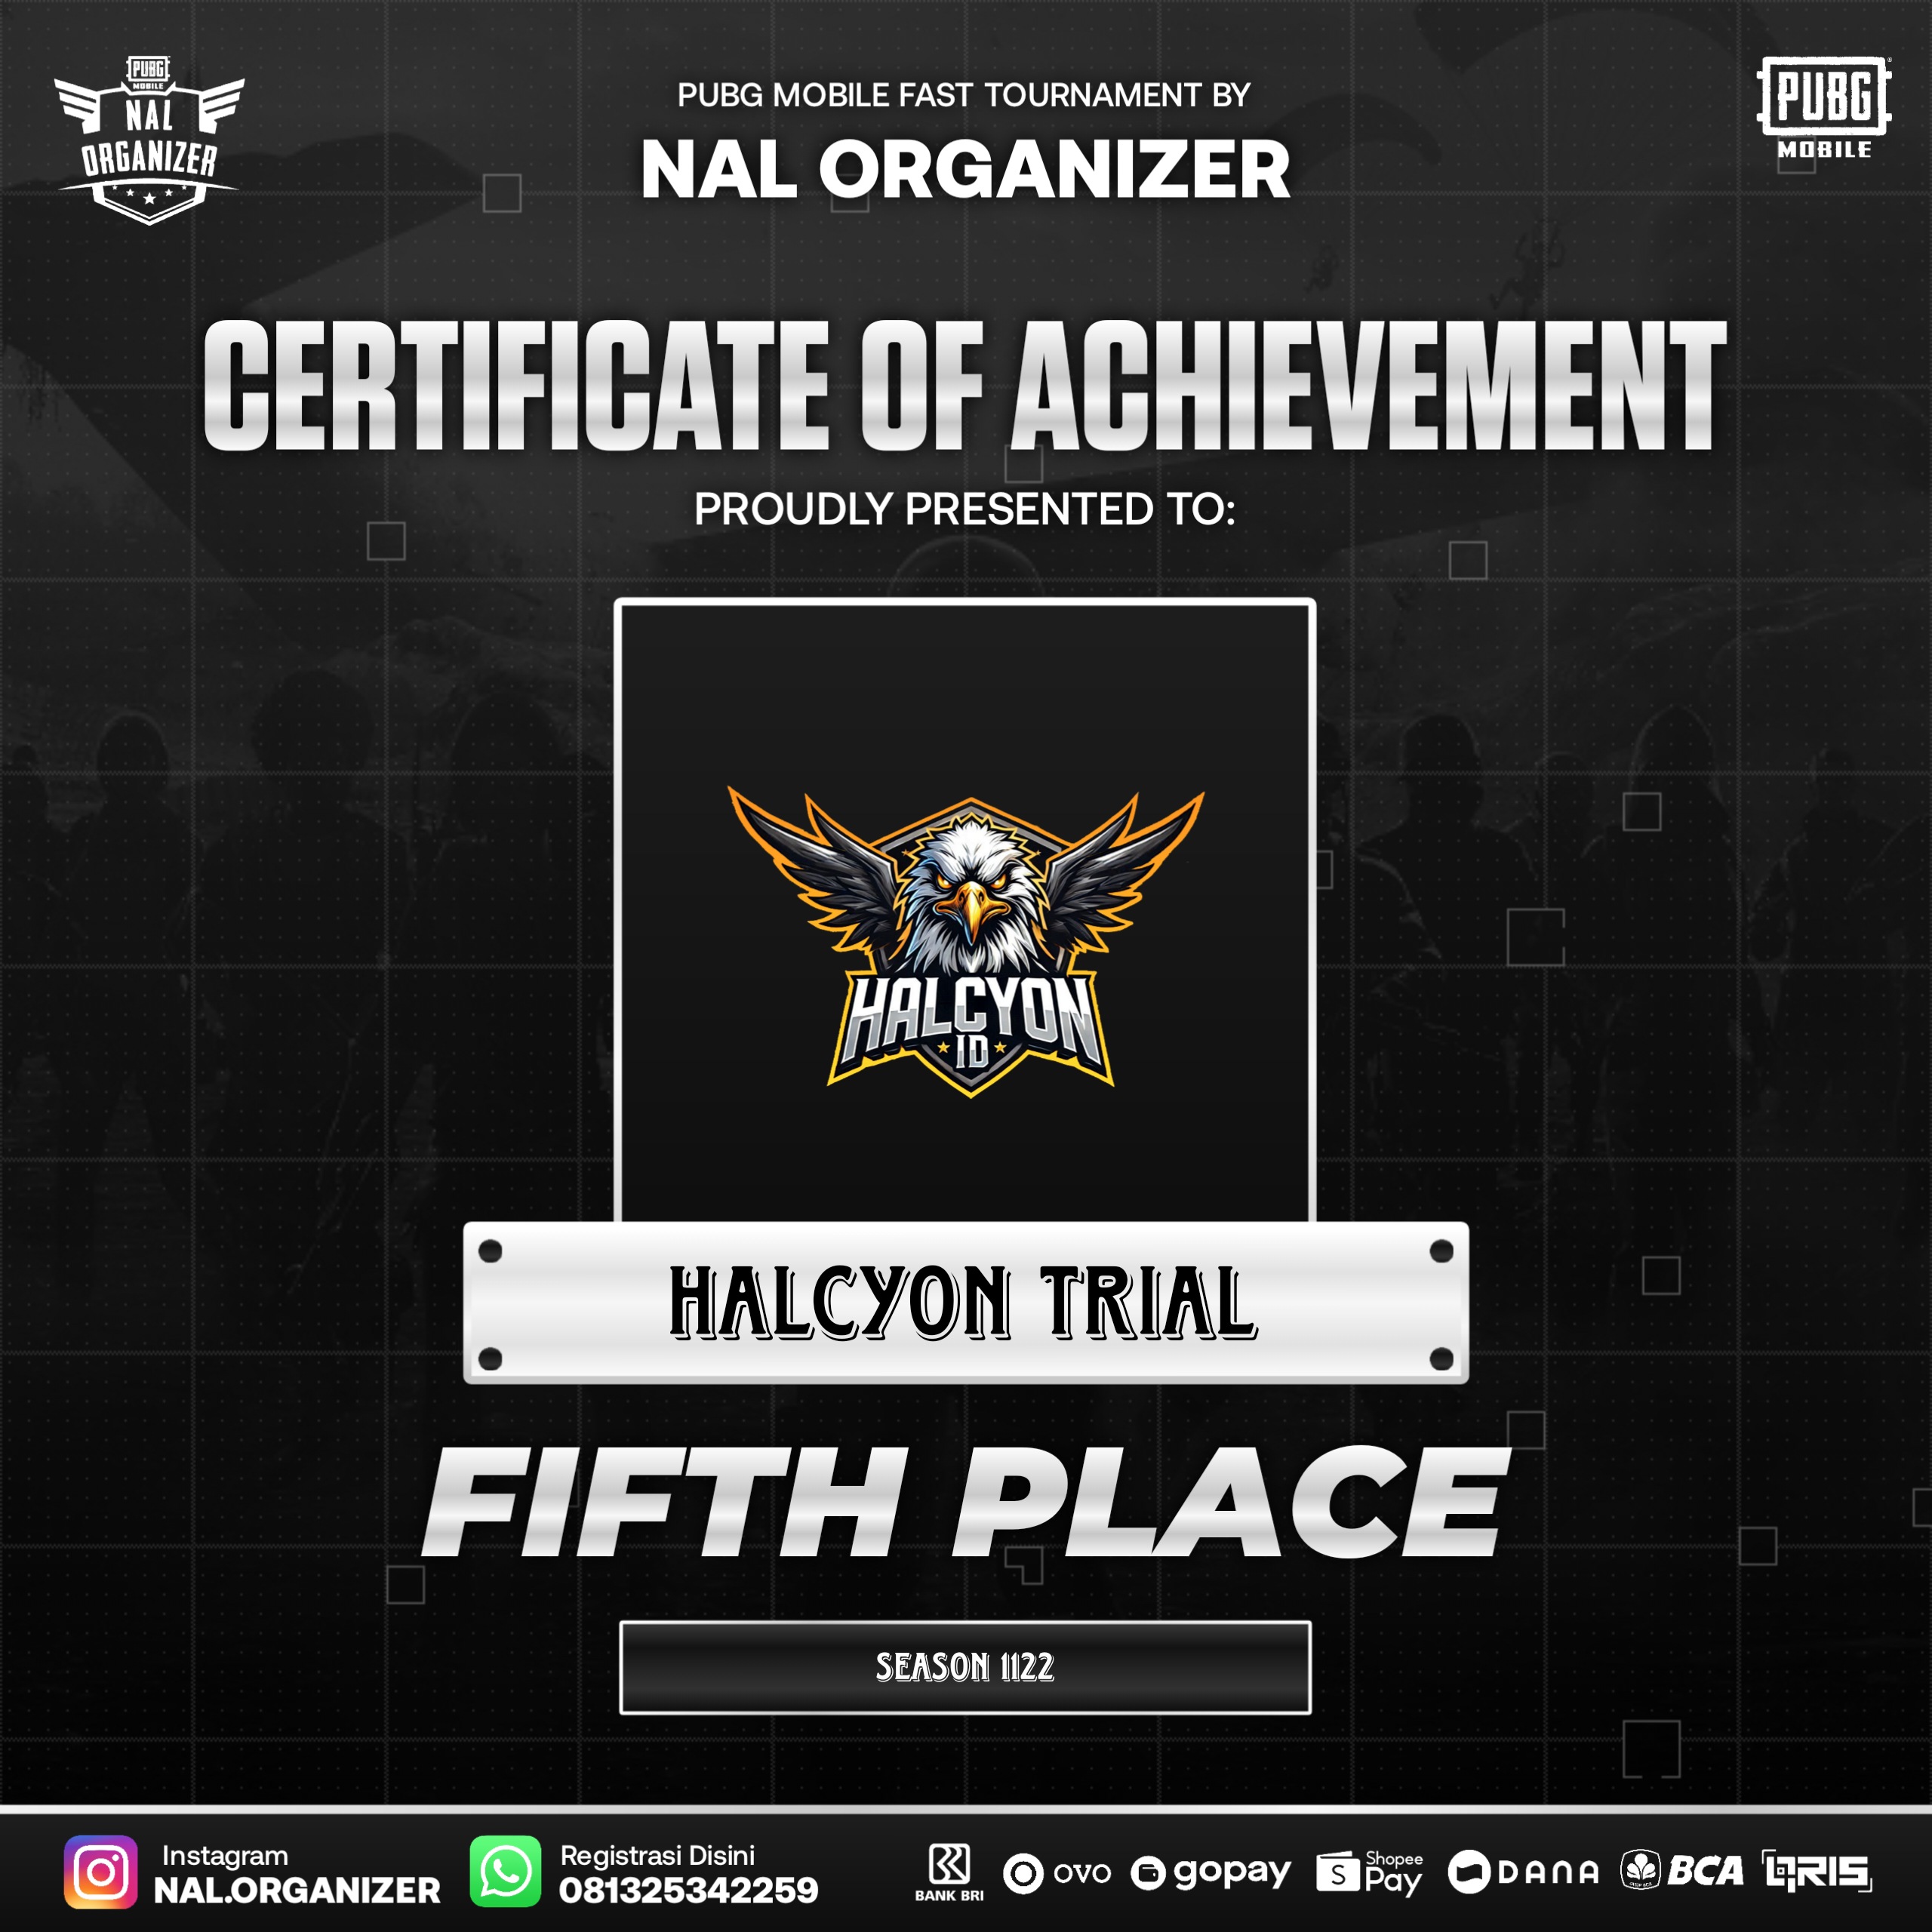 PUBG
MOBILE
NAL
ORGANIZER
PUBG MOBILE FAST TOURNAMENT BY
NAL ORGANIZER
PUBG
MOBILE
CERTIFICATE OF ACHIEVEMENT
PROUDLY PRESENTED TO:
HALCYON
ID
HALCYON TRIAL
FIFTH PLACE
SEASON 1122
Instagram
NAL.ORGANIZER
Registrasi Disini
081325342259
BANK BRI
OVO
gopay
S
Shopee
Pay
DANA
BCA
QRIS